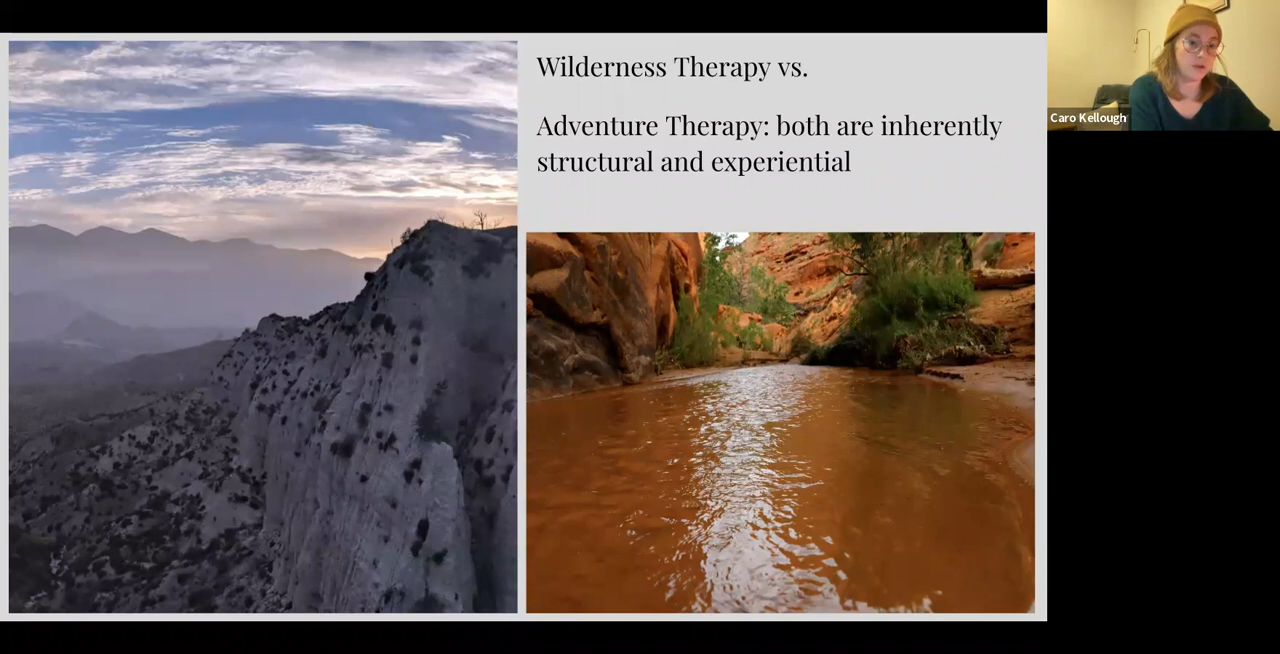 Wilderness Therapy vs.
Adventure Therapy: both are inherently
structural and experiential
Caro Kellough